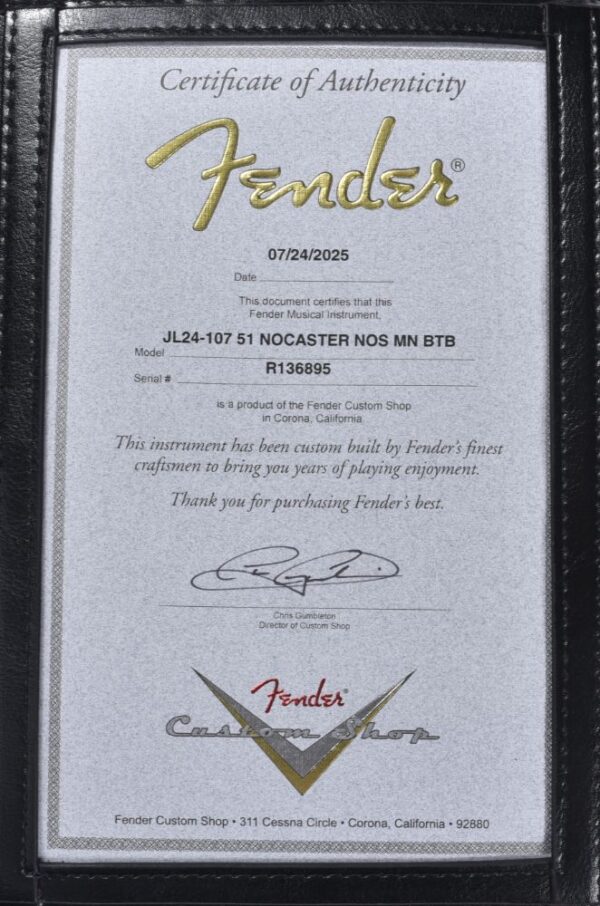 Certificate of Authenticity
Fender®
07/24/2025
Date
This document certifies that this
Fender Musical Instrument,
JL24-107 51 NOCASTER NOS MN BTB
Model
R136895
Serial #
is a product of the Fender Custom Shop
in Corona, California
This instrument has been custom built by Fender's finest
craftsmen to bring you years of playing enjoyment.
Thank you for purchasing Fender's best.
Chris Gumbleton
Director of Custom Shop
Fender®
Custom Shop
Fender Custom Shop • 311 Cessna Circle • Corona, California • 92880